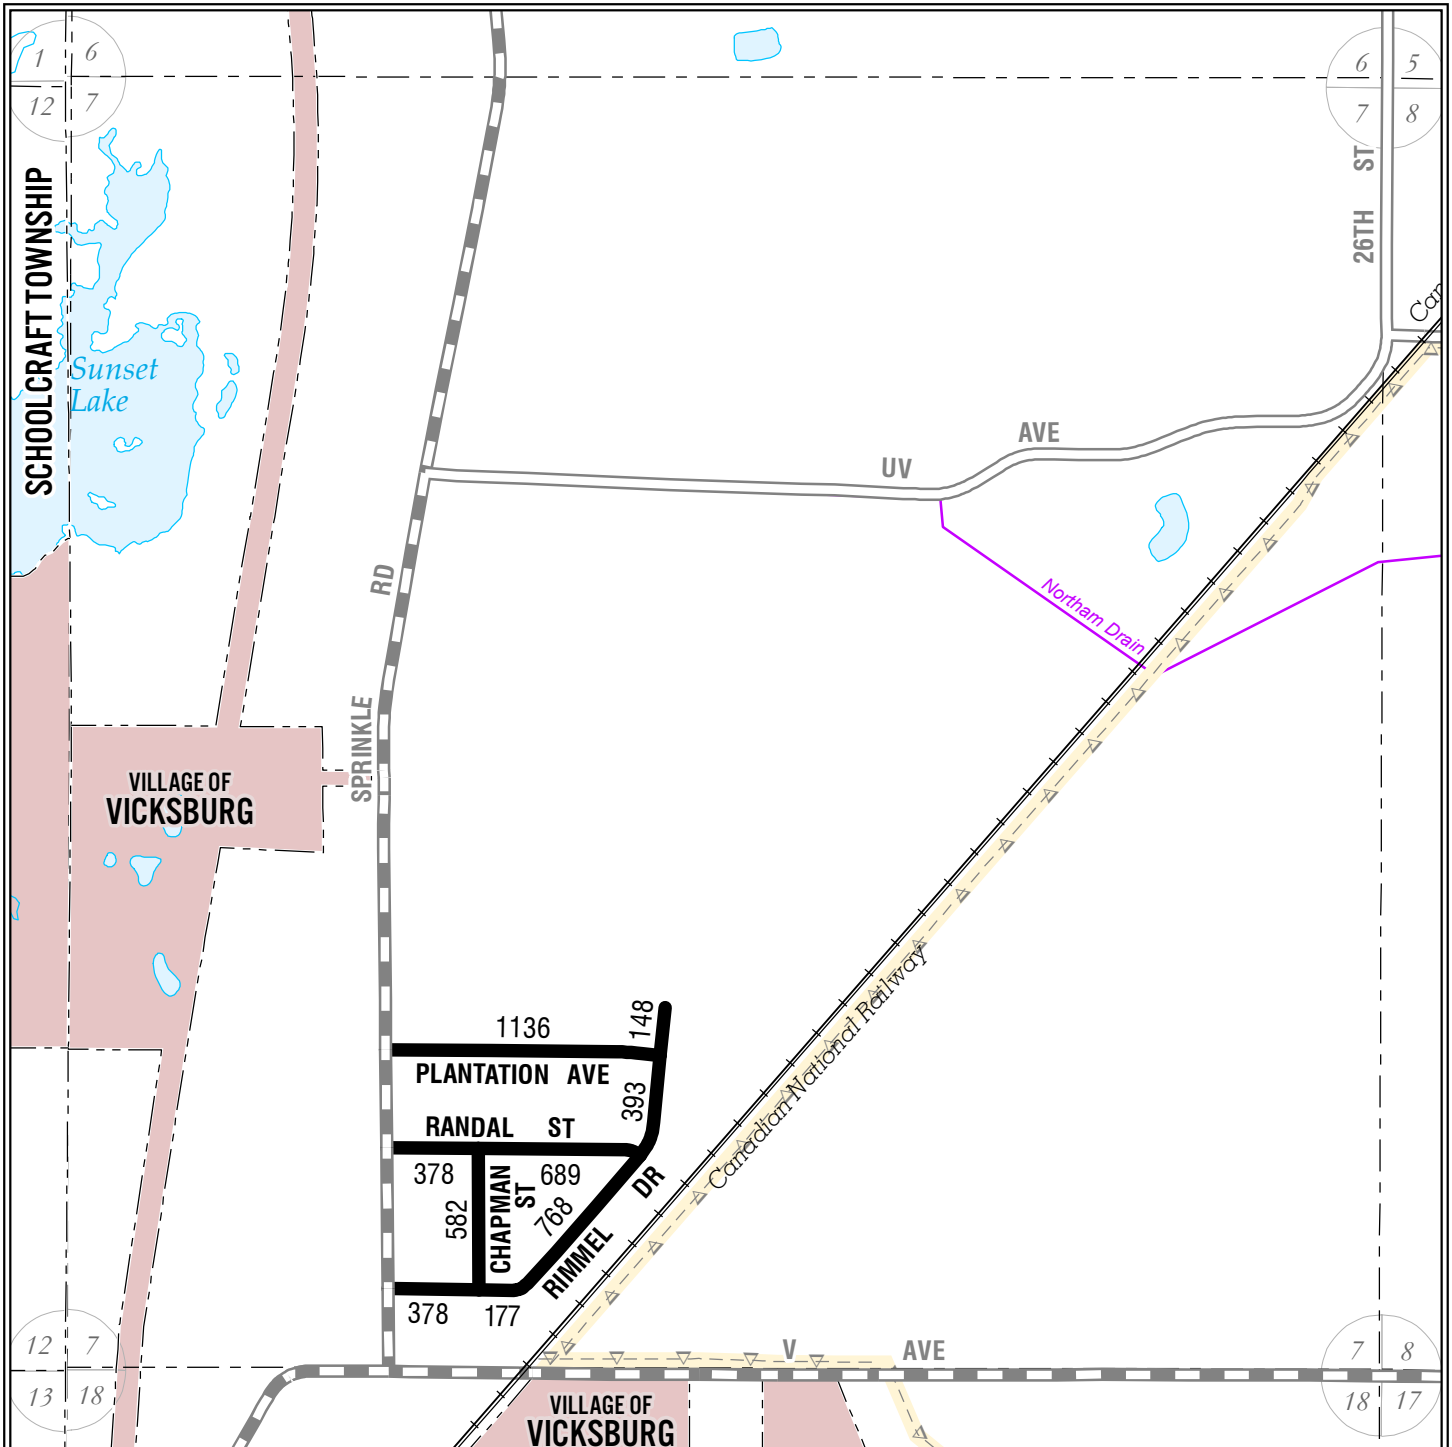 1
6
12
7
6
5
7
8
SCHOOLCRAFT TOWNSHIP
26TH ST
Sunset
Lake
UV AVE
SPRINKLE RD
Northam Drain
VILLAGE OF
VICKSBURG
1136
148
PLANTATION AVE
393
RANDAL ST
378
689
582
CHAPMAN
ST
768
RIMMEL DR
378
177
Canadian National Railway
12
7
13
18
V AVE
7
8
18
17
VILLAGE OF
VICKSBURG